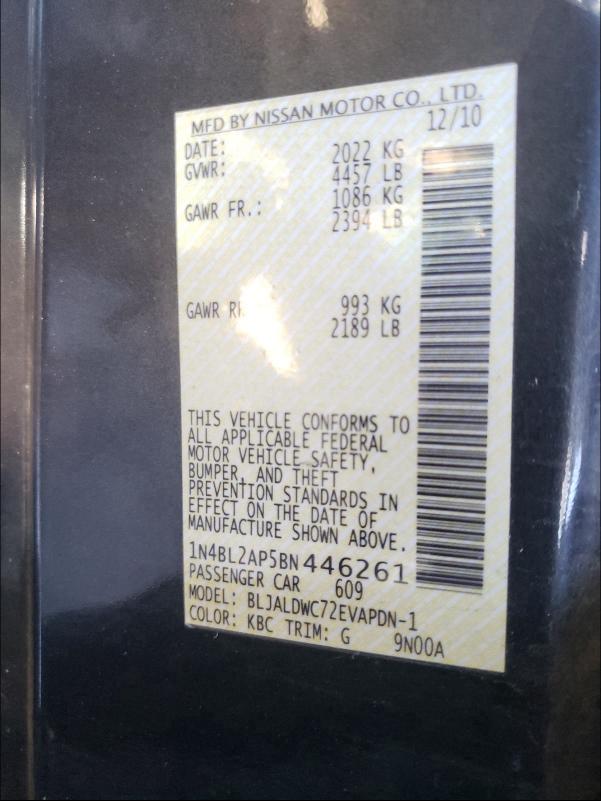 MFD BY NISSAN MOTOR CO., LTD.
DATE: 12/10
GVWR: 2022 KG
4457 LB
GAWR FR.: 1086 KG
2394 LB
GAWR 993 KG
2189 LB
THIS VEHICLE CONFORMS TO
ALL APPLICABLE FEDERAL
MOTOR VEHICLE SAFETY,
BUMPER, AND THEFT
PREVENTION STANDARDS IN
EFFECT ON THE DATE OF
MANUFACTURE SHOWN ABOVE.
1N4BL2AP5BN446261
PASSENGER CAR 609
MODEL: BLJALDWC72EVAPDN-1
COLOR: KBC TRIM: G 9N00A